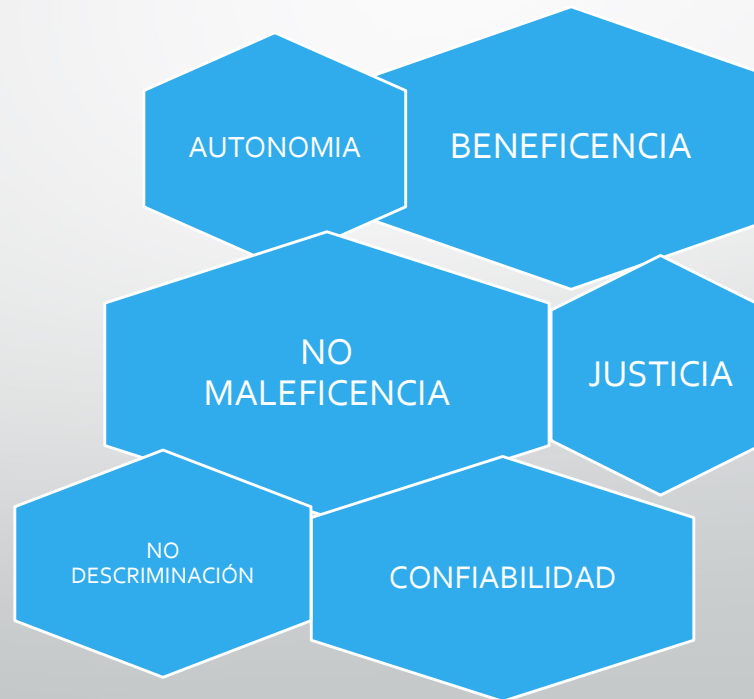 AUTONOMIA
BENEFICENCIA
NO
MALEFICENCIA
JUSTICIA
NO
DESCRIMINACIÓN
CONFIABILIDAD